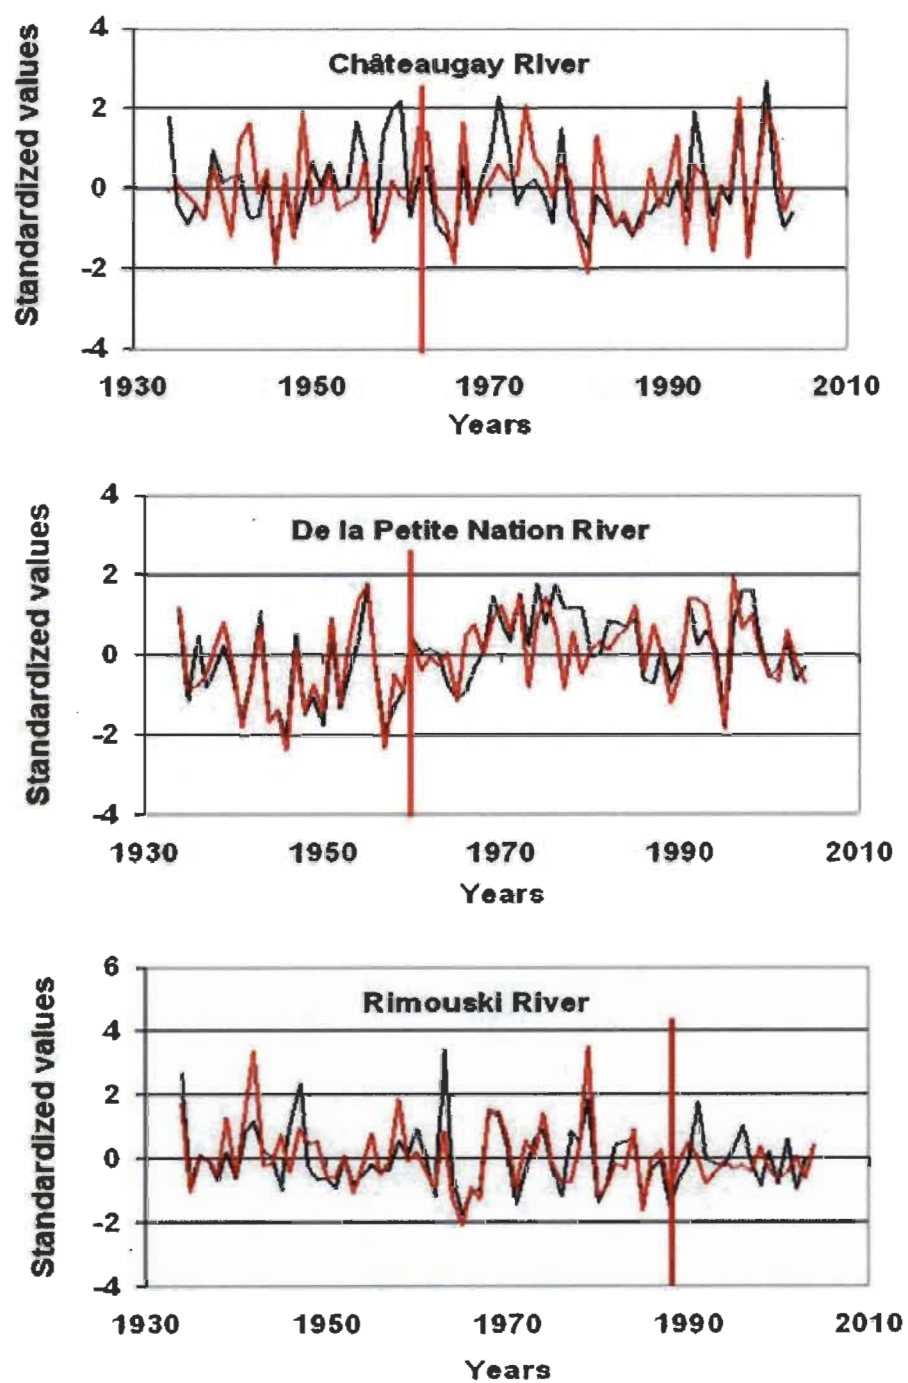 Châteaugay River
Standardized values
4
2
0
-2
-4
1930 1950 1970 1990 2010
Years
De la Petite Nation River
Standardized values
4
2
0
-2
-4
1930 1950 1970 1990 2010
Years
Rimouski River
Standardized values
6
4
2
0
-2
-4
1930 1950 1970 1990 2010
Years